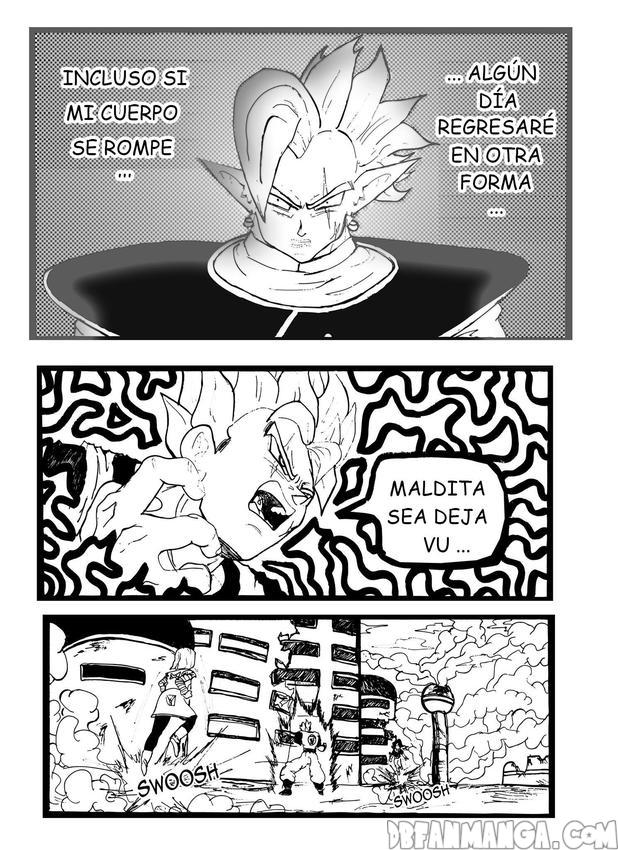 INCLUSO SI
MI CUERPO
SE ROMPE
...
... ALGÚN
DÍA
REGRESARÉ
EN OTRA
FORMA
...
MALDITA
SEA DEJA
VU ...
SWOOSH
SWOOSH
DBFANMANGA.COM